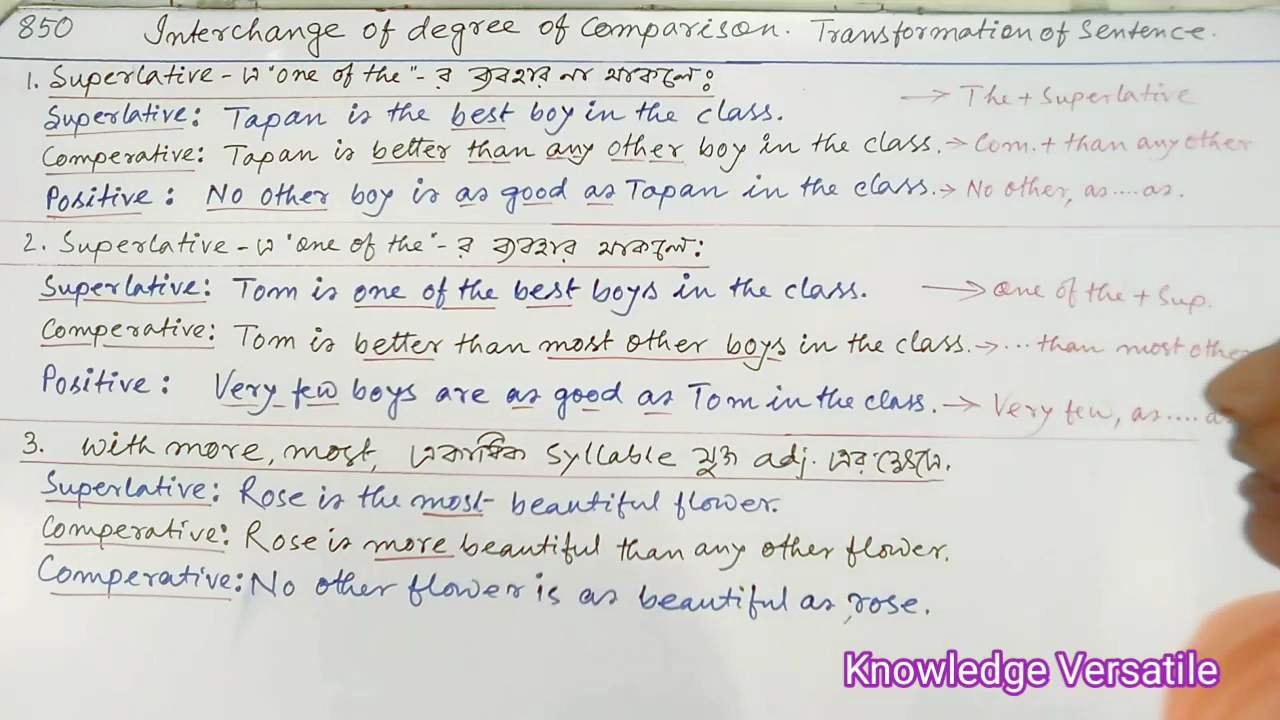 850 Interchange of degree of Comparison. Transformation of Sentence.
1. Superlative - এ "one of the" - র ব্যবহার না থাকলে:
→ The + Superlative
Superlative: Tapan is the best boy in the class.
Comperative: Tapan is better than any other boy in the class. → Com. + than any other
Positive: No other boy is as good as Tapan in the class. → No other, as....as.
2. Superlative - এ "one of the" - র ব্যবহার থাকলে:
Superlative: Tom is one of the best boys in the class. → one of the + Sup.
Comperative: Tom is better than most other boys in the class. → ... than most othe
Positive: Very few boys are as good as Tom in the class. → Very few, as....as
3. With more, most, একাধিক Syllable যুক্ত adj. এর ক্ষেত্রে.
Superlative: Rose is the most beautiful flower.
Comperative: Rose is more beautiful than any other flower.
Comperative: No other flower is as beautiful as rose.
Knowledge Versatile